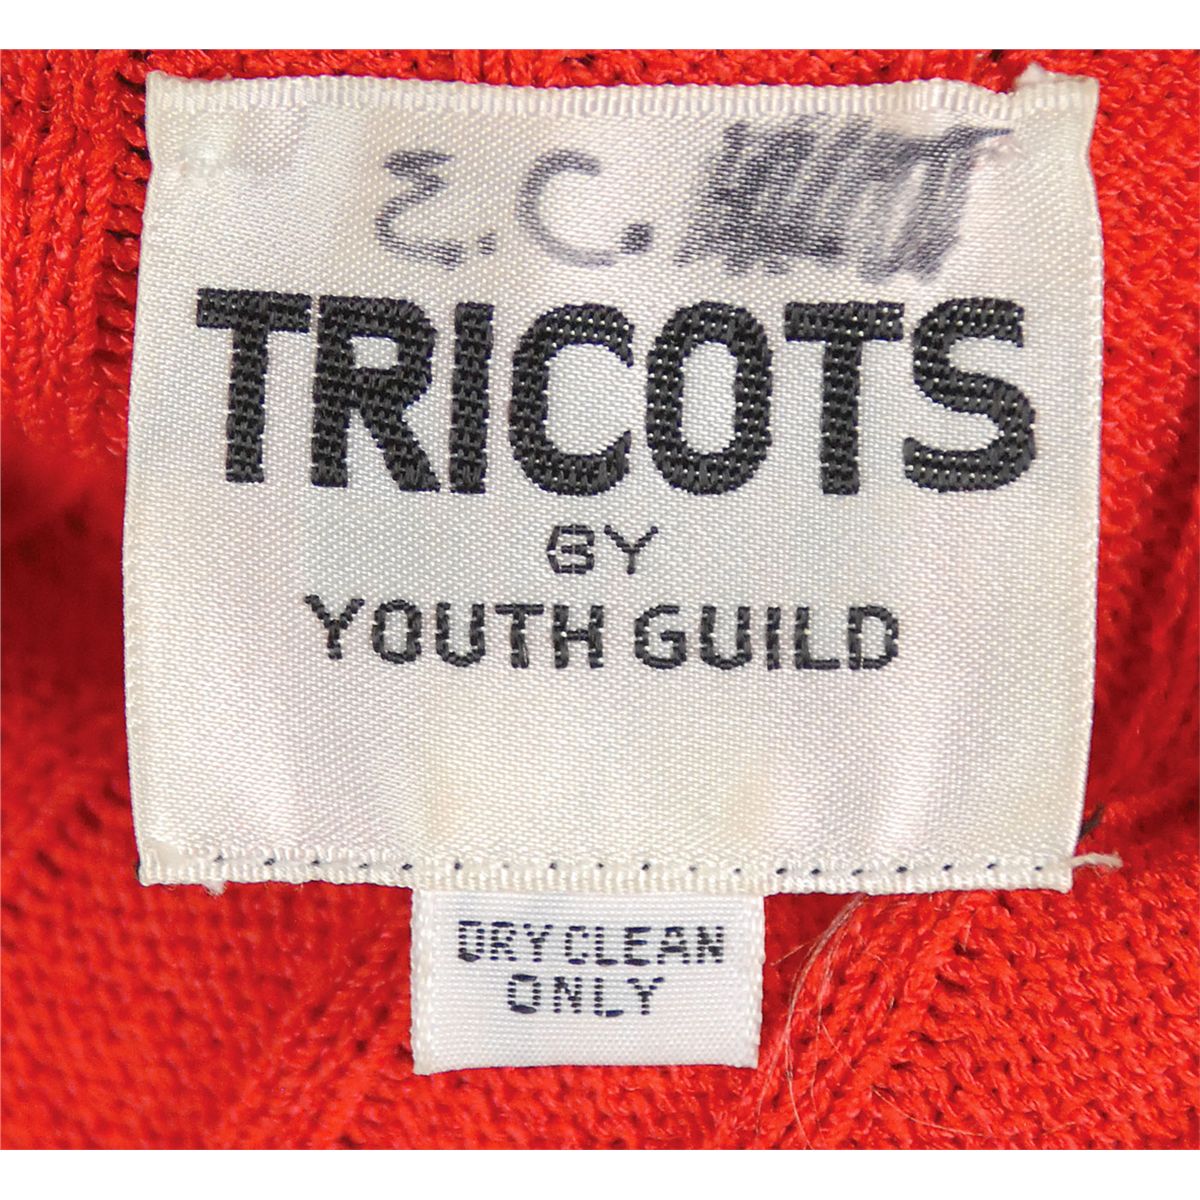 E.C.
TRICOTS
BY
YOUTH GUILD
DRY CLEAN
ONLY